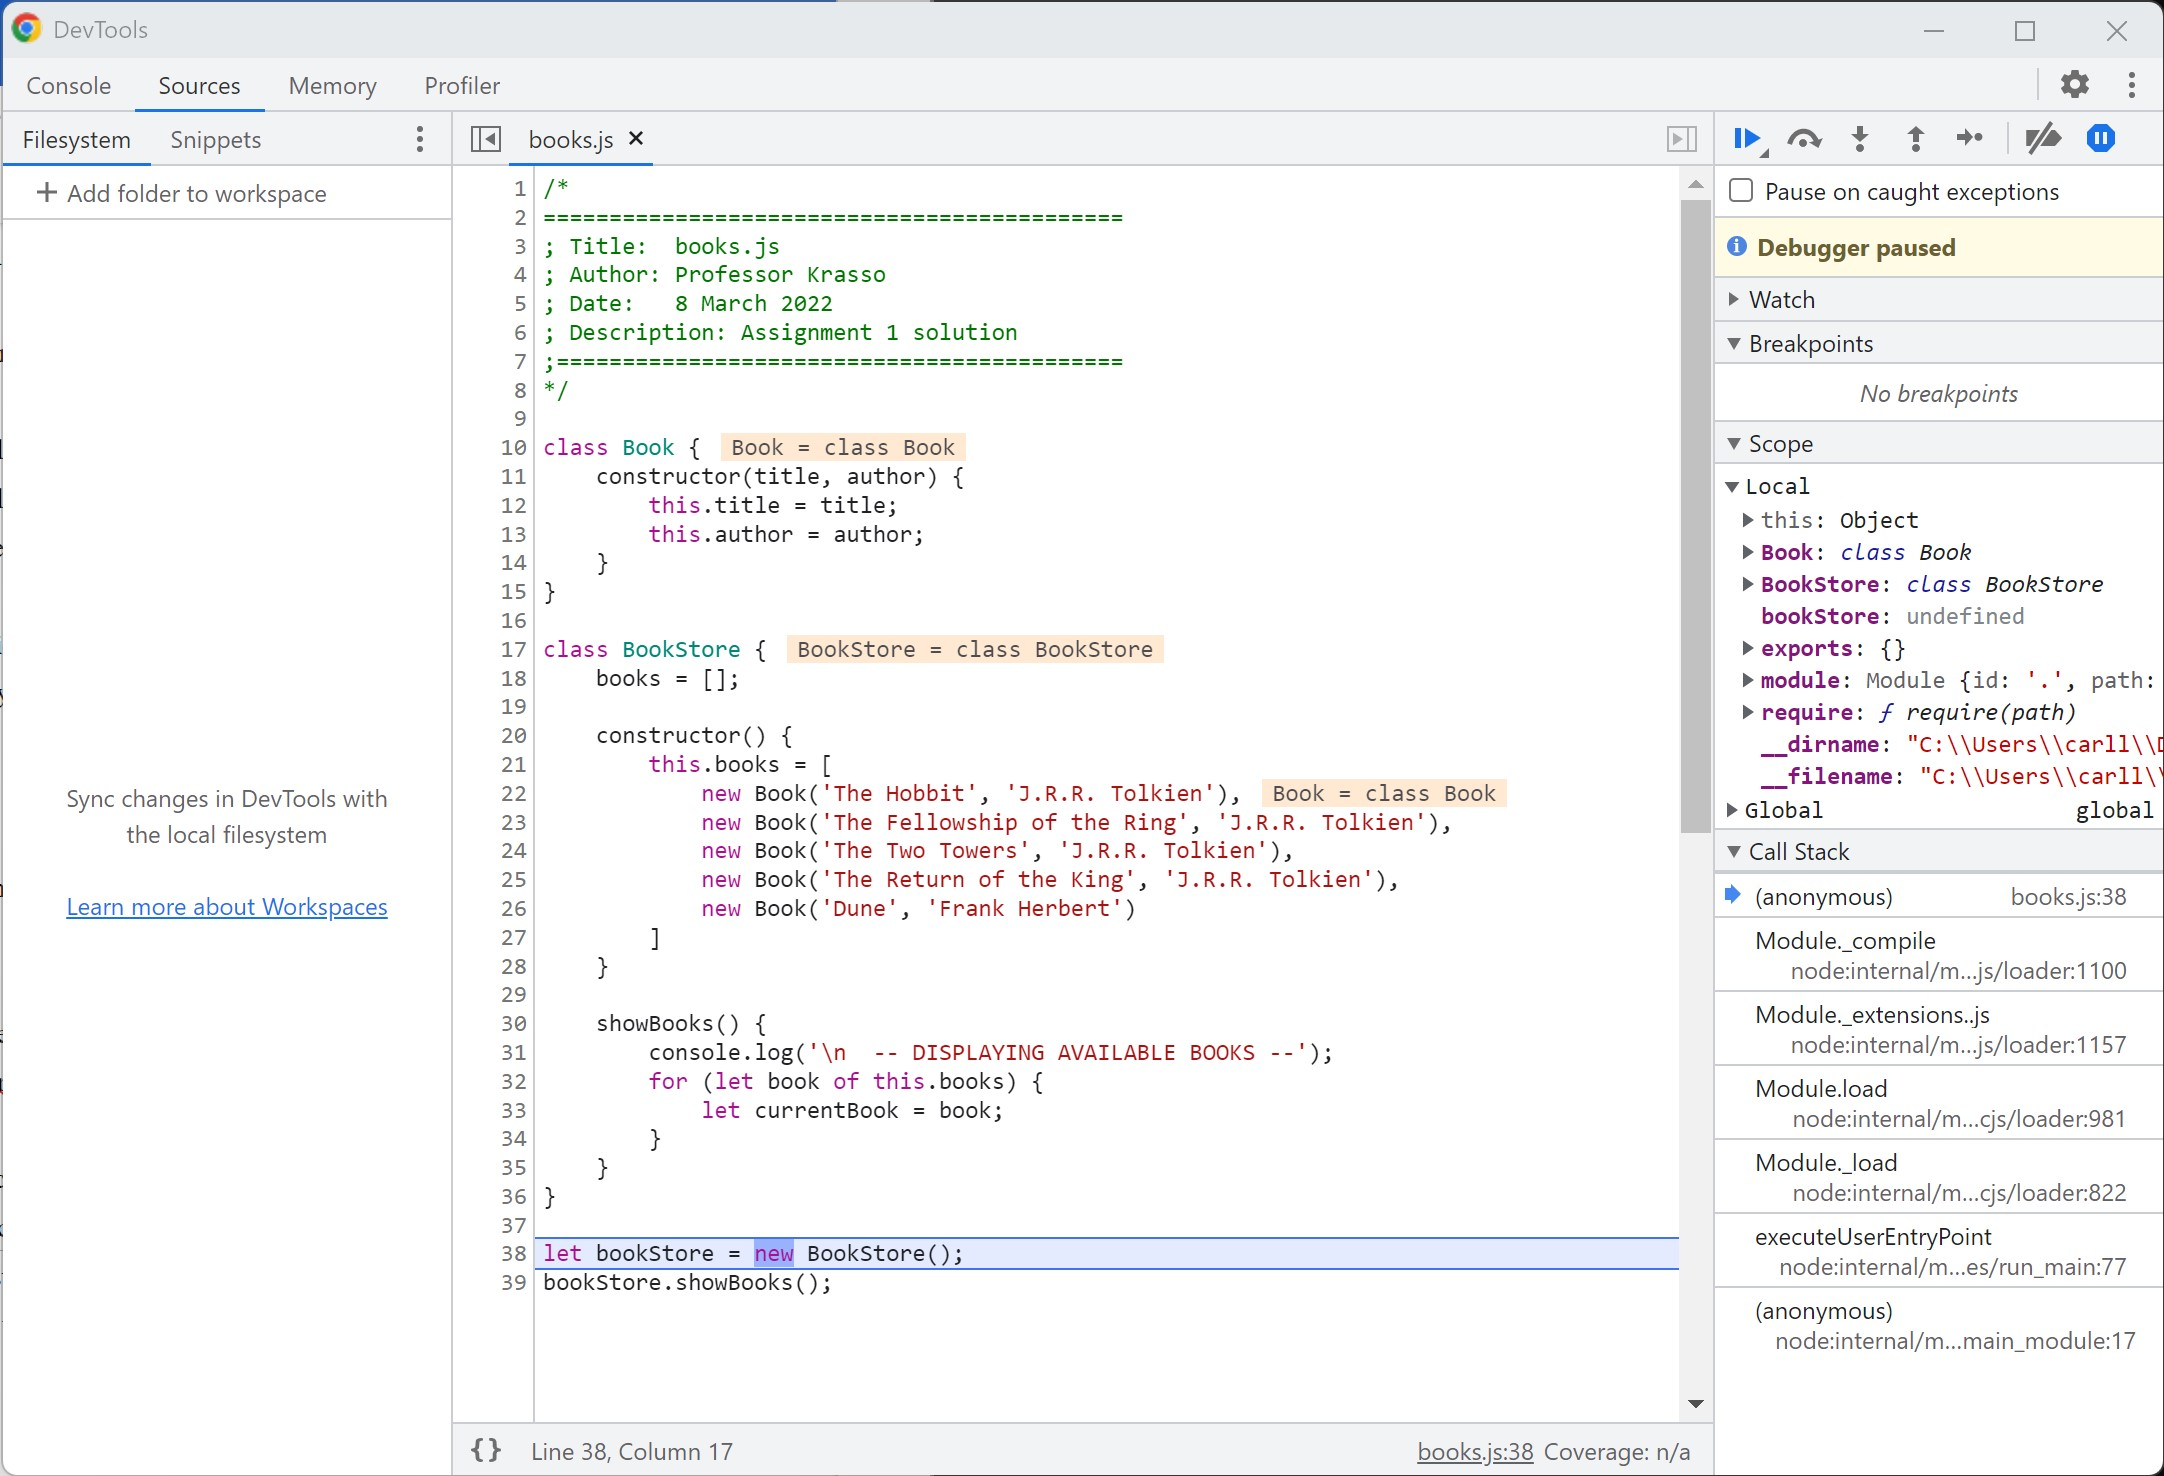 DevTools
Console Sources Memory Profiler
Filesystem Snippets
books.js
+ Add folder to workspace
Sync changes in DevTools with
the local filesystem
Learn more about Workspaces
1 /*
2 ============================================
3 ; Title:  books.js
4 ; Author: Professor Krasso
5 ; Date:   8 March 2022
6 ; Description: Assignment 1 solution
7 ;===========================================
8 */
9
10 class Book { Book = class Book
11     constructor(title, author) {
12         this.title = title;
13         this.author = author;
14     }
15 }
16
17 class BookStore { BookStore = class BookStore
18     books = [];
19
20     constructor() {
21         this.books = [
22             new Book('The Hobbit', 'J.R.R. Tolkien'), Book = class Book
23             new Book('The Fellowship of the Ring', 'J.R.R. Tolkien'),
24             new Book('The Two Towers', 'J.R.R. Tolkien'),
25             new Book('The Return of the King', 'J.R.R. Tolkien'),
26             new Book('Dune', 'Frank Herbert')
27         ]
28     }
29
30     showBooks() {
31         console.log('\n  -- DISPLAYING AVAILABLE BOOKS --');
32         for (let book of this.books) {
33             let currentBook = book;
34         }
35     }
36 }
37
38 let bookStore = new BookStore();
39 bookStore.showBooks();
{} Line 38, Column 17
books.js:38 Coverage: n/a
Pause on caught exceptions
Debugger paused
Watch
Breakpoints
No breakpoints
Scope
Local
this: Object
Book: class Book
BookStore: class BookStore
bookStore: undefined
exports: {}
module: Module {id: '.', path:
require: ƒ require(path)
__dirname: "C:\\Users\\carll\\
__filename: "C:\\Users\\carll\\
Global global
Call Stack
(anonymous) books.js:38
Module._compile
node:internal/m…js/loader:1100
Module._extensions..js
node:internal/m…js/loader:1157
Module.load
node:internal/m…cjs/loader:981
Module._load
node:internal/m…cjs/loader:822
executeUserEntryPoint
node:internal/m…es/run_main:77
(anonymous)
node:internal/m…main_module:17